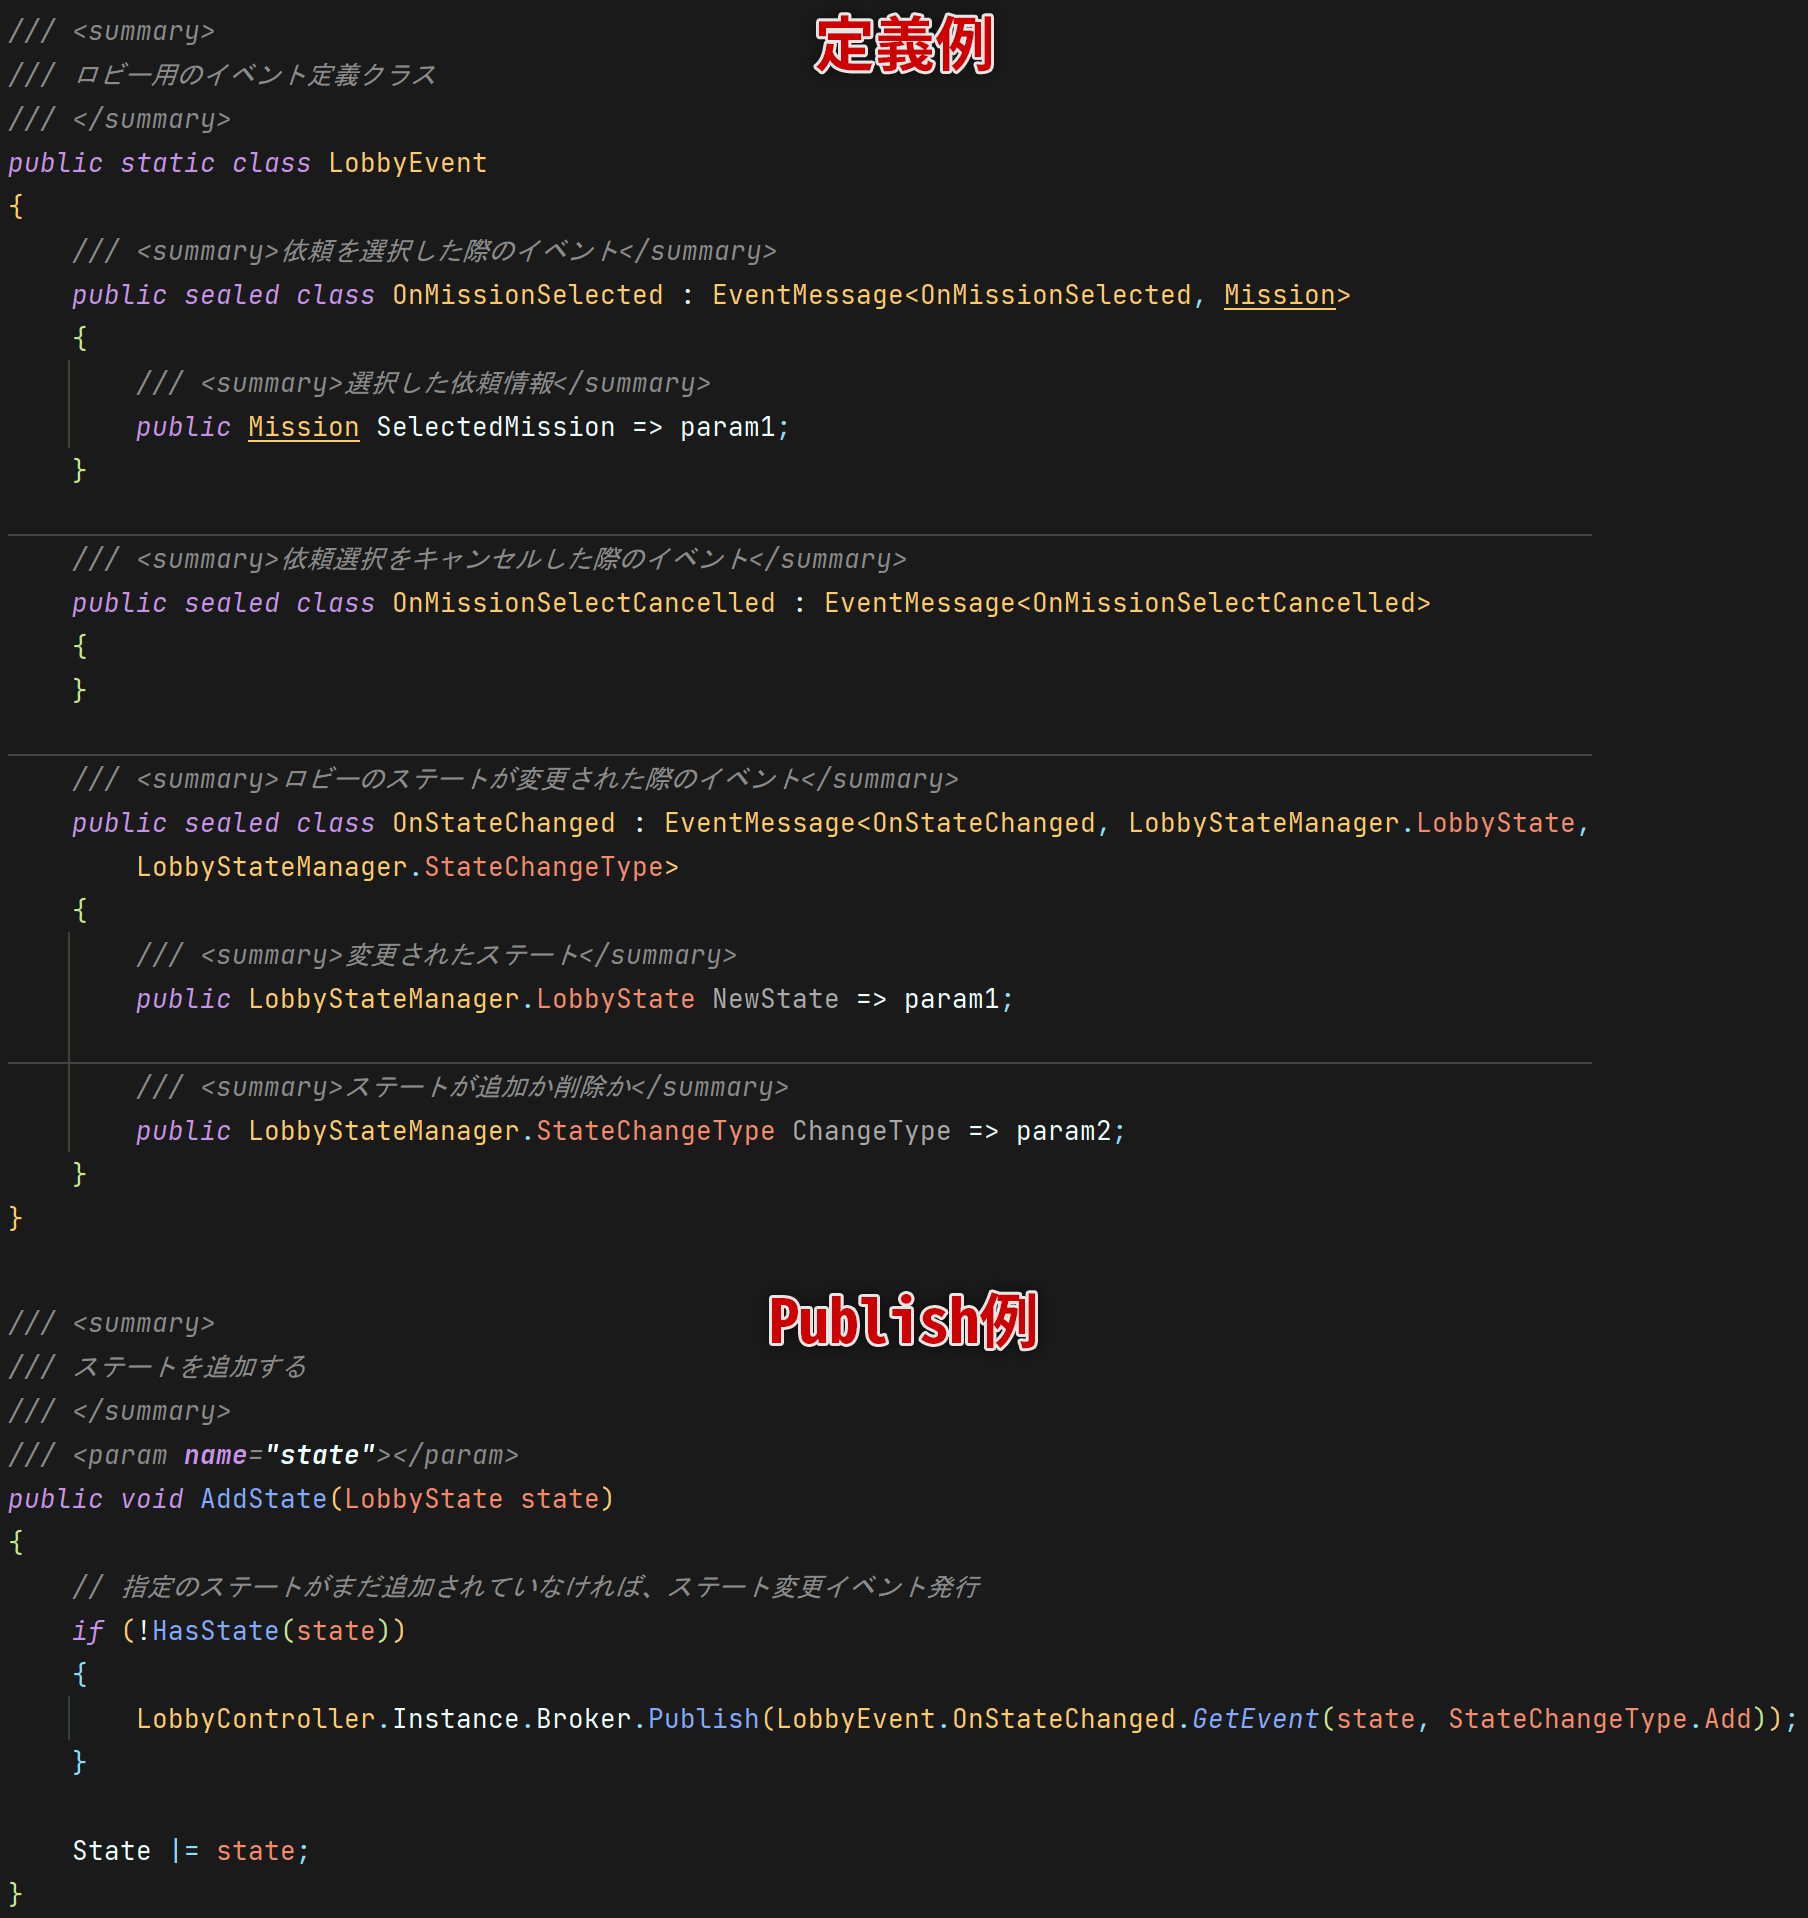 定義例
/// <summary>
/// ロビー用のイベント定義クラス
/// </summary>
public static class LobbyEvent
{
    /// <summary>依頼を選択した際のイベント</summary>
    public sealed class OnMissionSelected : EventMessage<OnMissionSelected, Mission>
    {
        /// <summary>選択した依頼情報</summary>
        public Mission SelectedMission => param1;
    }
    /// <summary>依頼選択をキャンセルした際のイベント</summary>
    public sealed class OnMissionSelectCancelled : EventMessage<OnMissionSelectCancelled>
    {
    }
    /// <summary>ロビーのステートが変更された際のイベント</summary>
    public sealed class OnStateChanged : EventMessage<OnStateChanged, LobbyStateManager.LobbyState,
        LobbyStateManager.StateChangeType>
    {
        /// <summary>変更されたステート</summary>
        public LobbyStateManager.LobbyState NewState => param1;
        /// <summary>ステートが追加か削除か</summary>
        public LobbyStateManager.StateChangeType ChangeType => param2;
    }
}
Publish例
/// <summary>
/// ステートを追加する
/// </summary>
/// <param name="state"></param>
public void AddState(LobbyState state)
{
    // 指定のステートがまだ追加されていなければ、ステート変更イベント発行
    if (!HasState(state))
    {
        LobbyController.Instance.Broker.Publish(LobbyEvent.OnStateChanged.GetEvent(state, StateChangeType.Add));
    }
    State |= state;
}